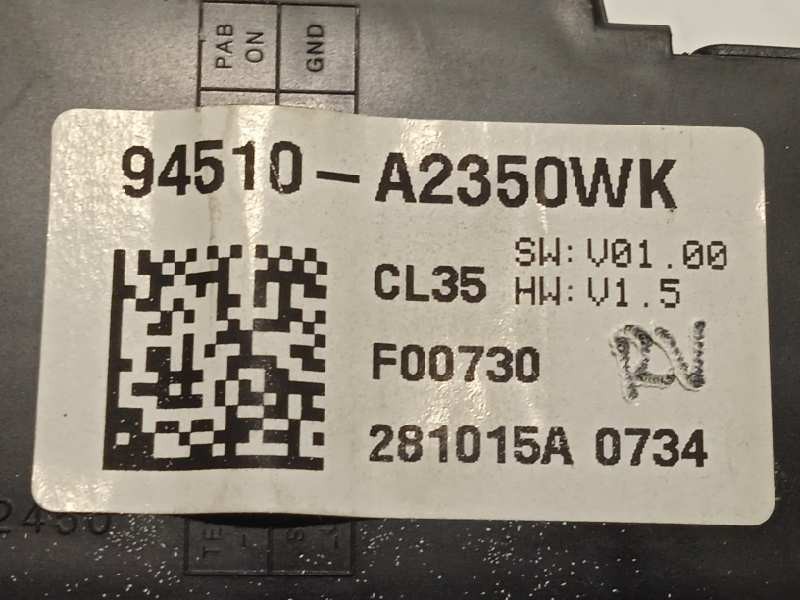 PAB ON
GND
94510-A2350WK
SW:V01.00
CL35
HW:V1.5
F00730
281015A 0734